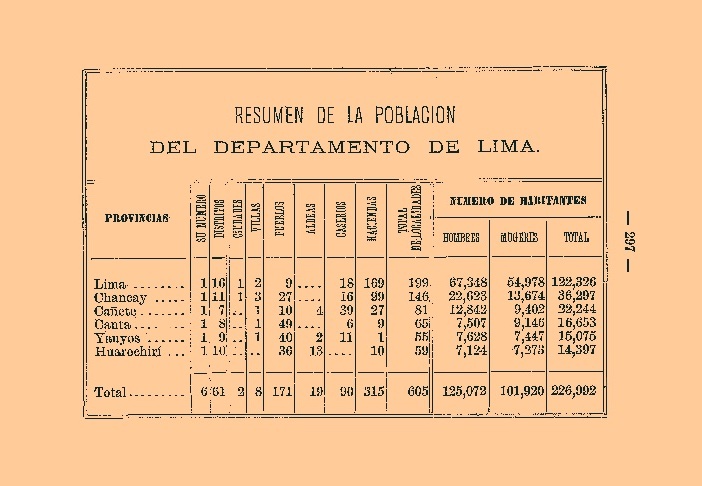 RESUMEN DE LA POBLACION
DEL DEPARTAMENTO DE LIMA.
PROVINCIAS SU NUMERO DISTRITOS CIUDADES VILLAS PUEBLOS ALDEAS CASERIOS HACIENDAS TOTAL DE LOCALIDADES NUMERO DE HABITANTES
HOMBRES MUGERES TOTAL
Lima ........ 1 16 1 2 9 .... 18 169 199 67,348 54,978 122,326
Chancay ..... 1 11 1 3 27 .... 16 99 146 22,623 13,674 36,297
Cañete ...... 1 7 .. 1 10 4 39 27 81 12,842 9,402 22,244
Canta ....... 1 8 .. 1 49 .... 6 9 65 7,507 9,146 16,653
Yauyos ...... 1 9 .. 1 40 2 11 1 55 7,628 7,447 15,075
Huarochirí ... 1 10 .. .. 36 13 .... 10 59 7,124 7,273 14,397
Total ......... 6 61 2 8 171 19 90 315 605 125,072 101,920 226,992
— 297 —